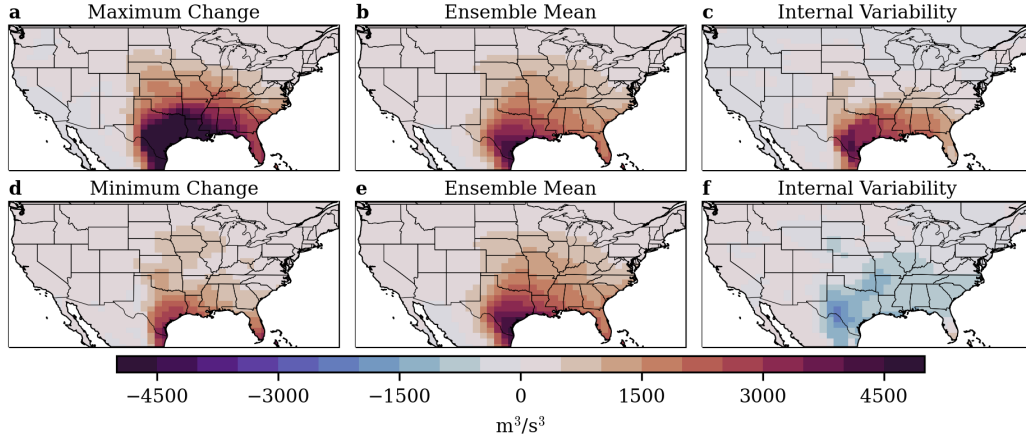 a Maximum Change b Ensemble Mean c Internal Variability
d Minimum Change e Ensemble Mean f Internal Variability
−4500 −3000 −1500 0 1500 3000 4500
m³/s³